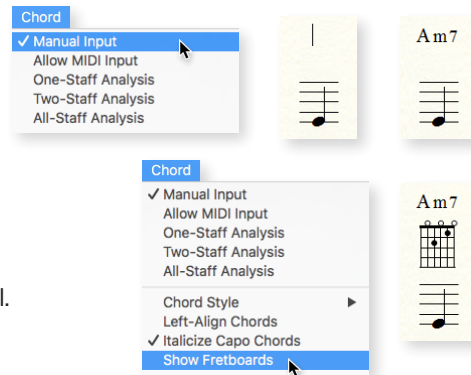 Chord
✓ Manual Input
Allow MIDI Input
One-Staff Analysis
Two-Staff Analysis
All-Staff Analysis
Am7
Chord
✓ Manual Input
Allow MIDI Input
One-Staff Analysis
Two-Staff Analysis
All-Staff Analysis
Chord Style ▶
Left-Align Chords
✓ Italicize Capo Chords
Show Fretboards
Am7
l.